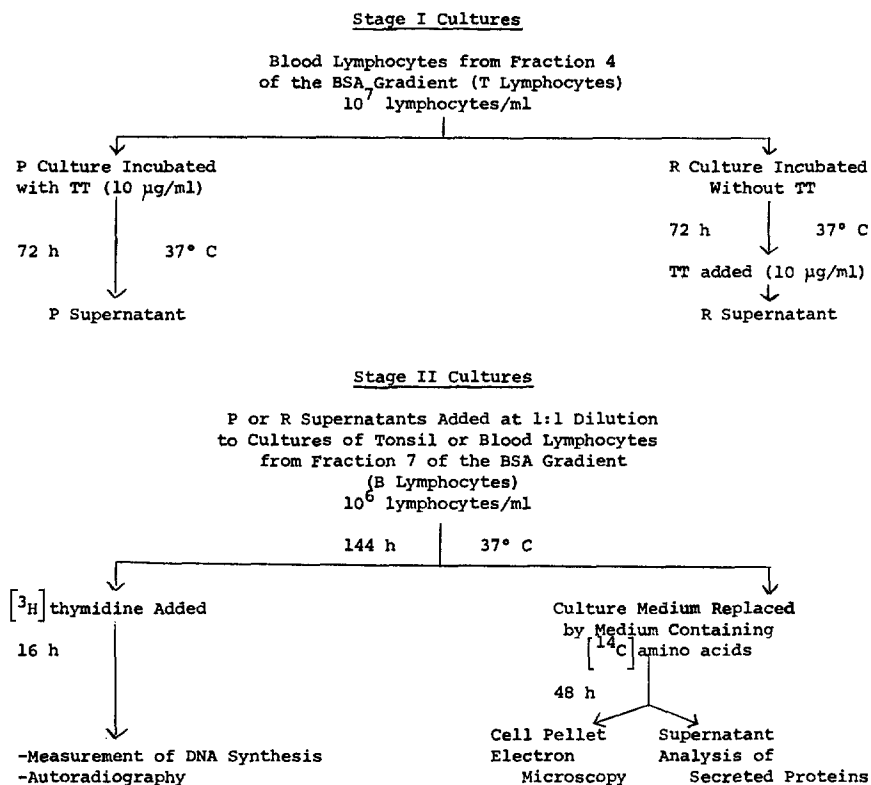 Stage I Cultures
Blood Lymphocytes from Fraction 4
of the BSA Gradient (T Lymphocytes)
10^7 lymphocytes/ml
P Culture Incubated
with TT (10 µg/ml)
72 h 37° C
P Supernatant
R Culture Incubated
Without TT
72 h 37° C
TT added (10 µg/ml)
R Supernatant
Stage II Cultures
P or R Supernatants Added at 1:1 Dilution
to Cultures of Tonsil or Blood Lymphocytes
from Fraction 7 of the BSA Gradient
(B Lymphocytes)
10^6 lymphocytes/ml
144 h 37° C
[3H] thymidine Added
16 h
-Measurement of DNA Synthesis
-Autoradiography
Culture Medium Replaced
by Medium Containing
[14C] amino acids
48 h
Cell Pellet
Electron
Microscopy
Supernatant
Analysis of
Secreted Proteins